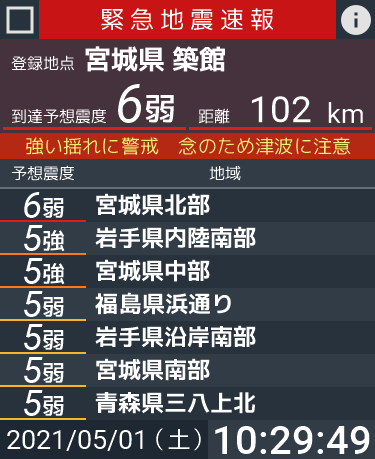 緊急地震速報
登録地点 宮城県 築館
到達予想震度 6弱 距離 102 km
強い揺れに警戒 念のため津波に注意
予想震度 地域
6弱 宮城県北部
5強 岩手県内陸南部
5強 宮城県中部
5弱 福島県浜通り
5弱 岩手県沿岸南部
5弱 宮城県南部
5弱 青森県三八上北
2021/05/01（土） 10:29:49